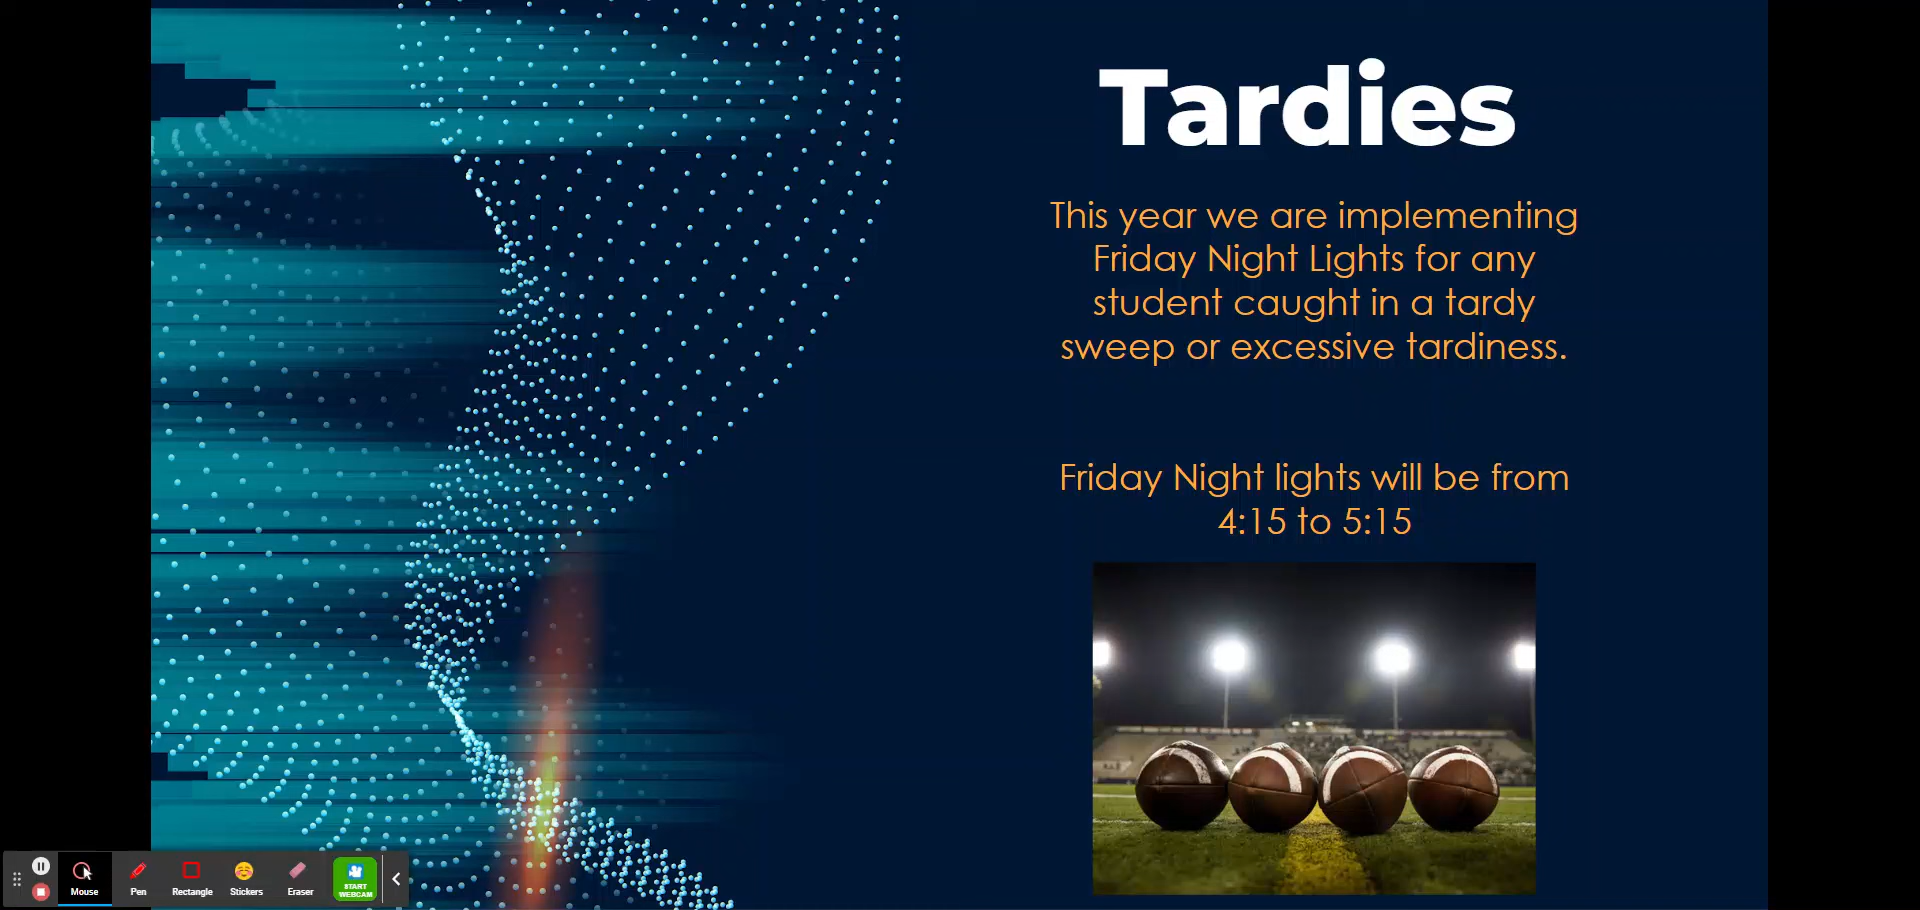 Tardies
This year we are implementing
Friday Night Lights for any
student caught in a tardy
sweep or excessive tardiness.
Friday Night lights will be from
4:15 to 5:15
Mouse
Pen
Rectangle
Stickers
Eraser
START
WEBCAM